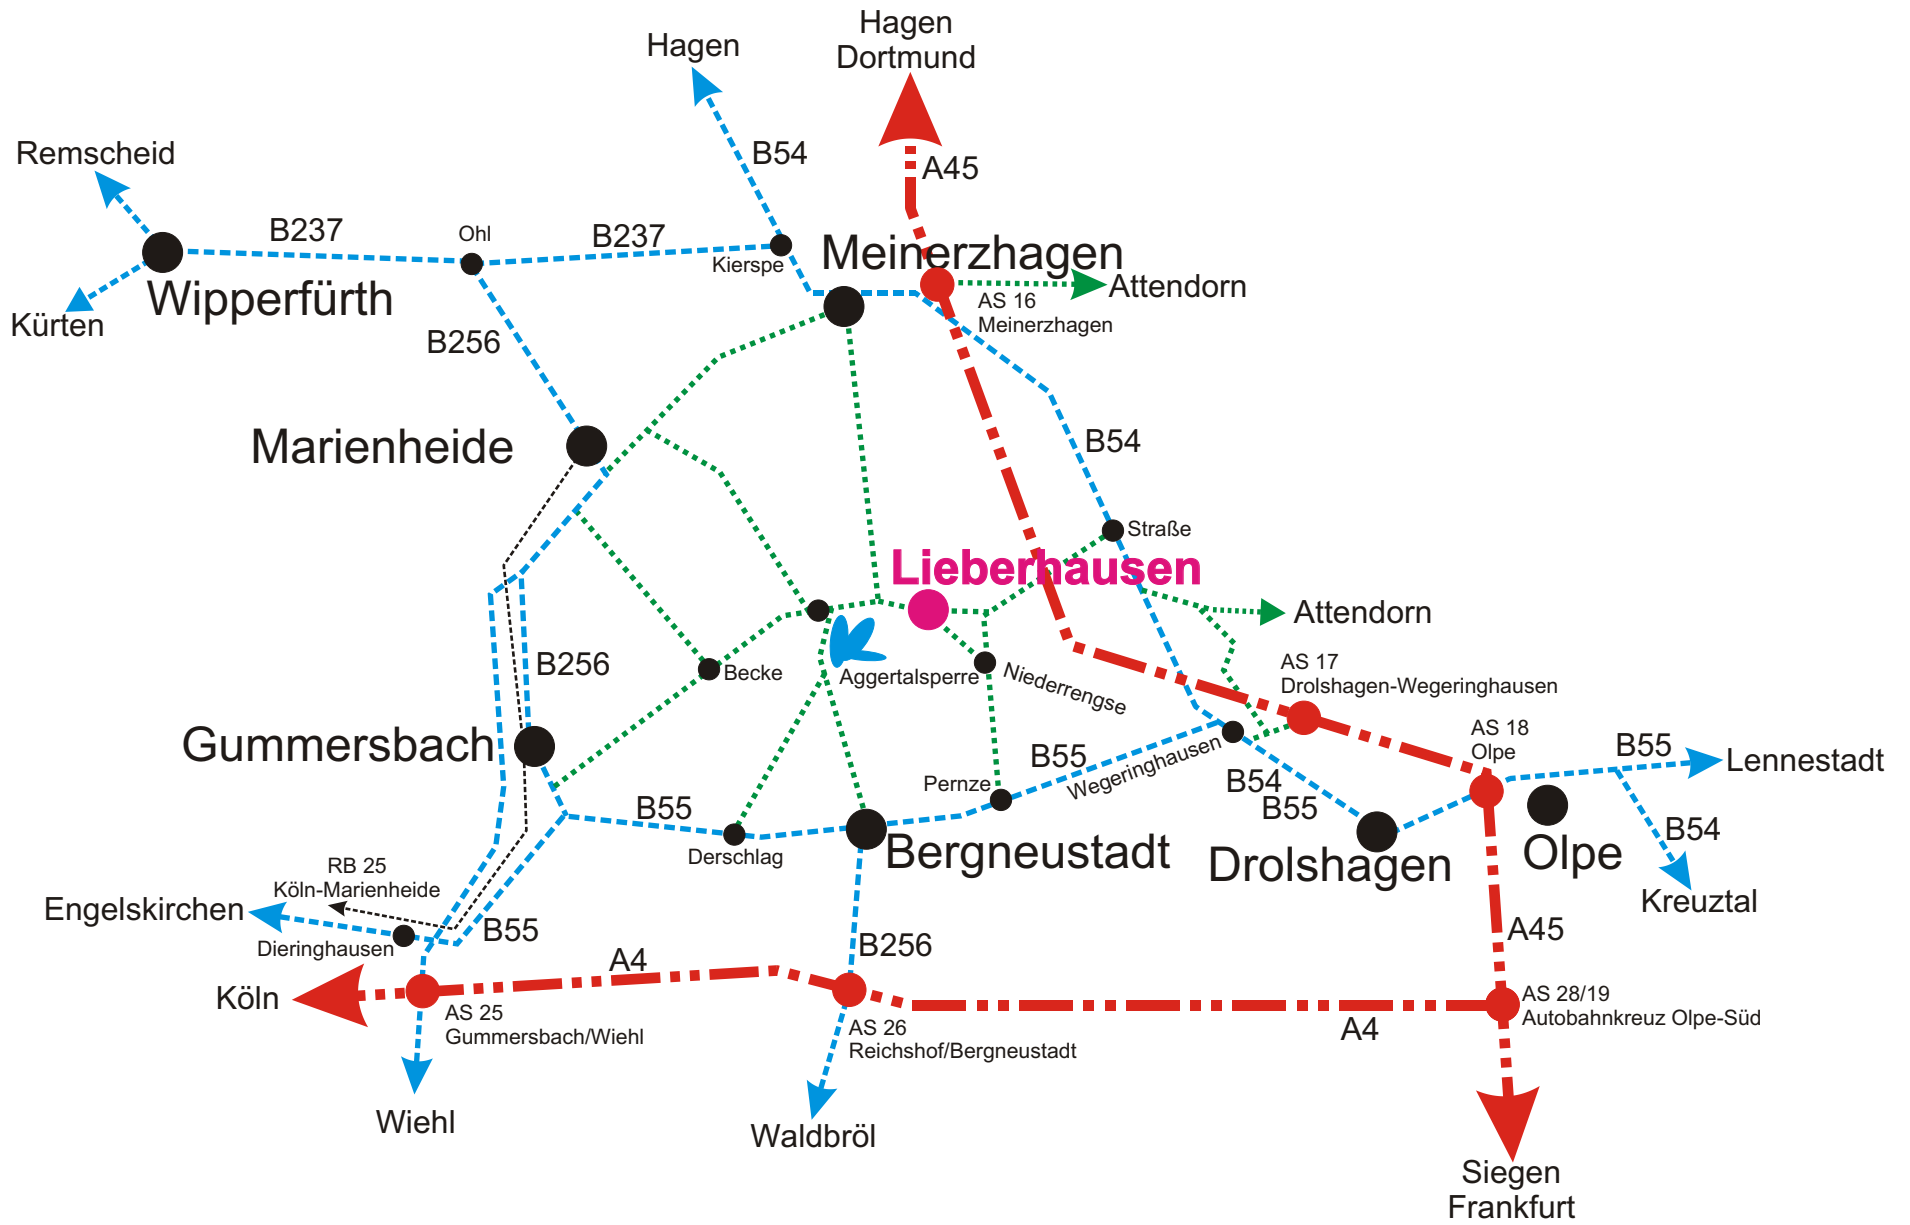 Hagen
Dortmund
Hagen
Remscheid
B54
A45
B237
Ohl
B237
Kierspe
Meinerzhagen
Attendorn
Wipperfürth
AS 16
Meinerzhagen
Kürten
B256
Marienheide
B54
Straße
Lieberhausen
Attendorn
B256
Becke
Aggertalsperre
Niederrengse
AS 17
Drolshagen-Wegeringhausen
Gummersbach
AS 18
Olpe
B55
Lennestadt
B55
Wegeringhausen
Pernze
B54
B55
B55
Derschlag
Bergneustadt
Drolshagen
Olpe
B54
Kreuztal
RB 25
Köln-Marienheide
Engelskirchen
Dieringhausen
B55
B256
A45
A4
Köln
AS 25
Gummersbach/Wiehl
AS 26
Reichshof/Bergneustadt
A4
AS 28/19
Autobahnkreuz Olpe-Süd
Wiehl
Waldbröl
Siegen
Frankfurt